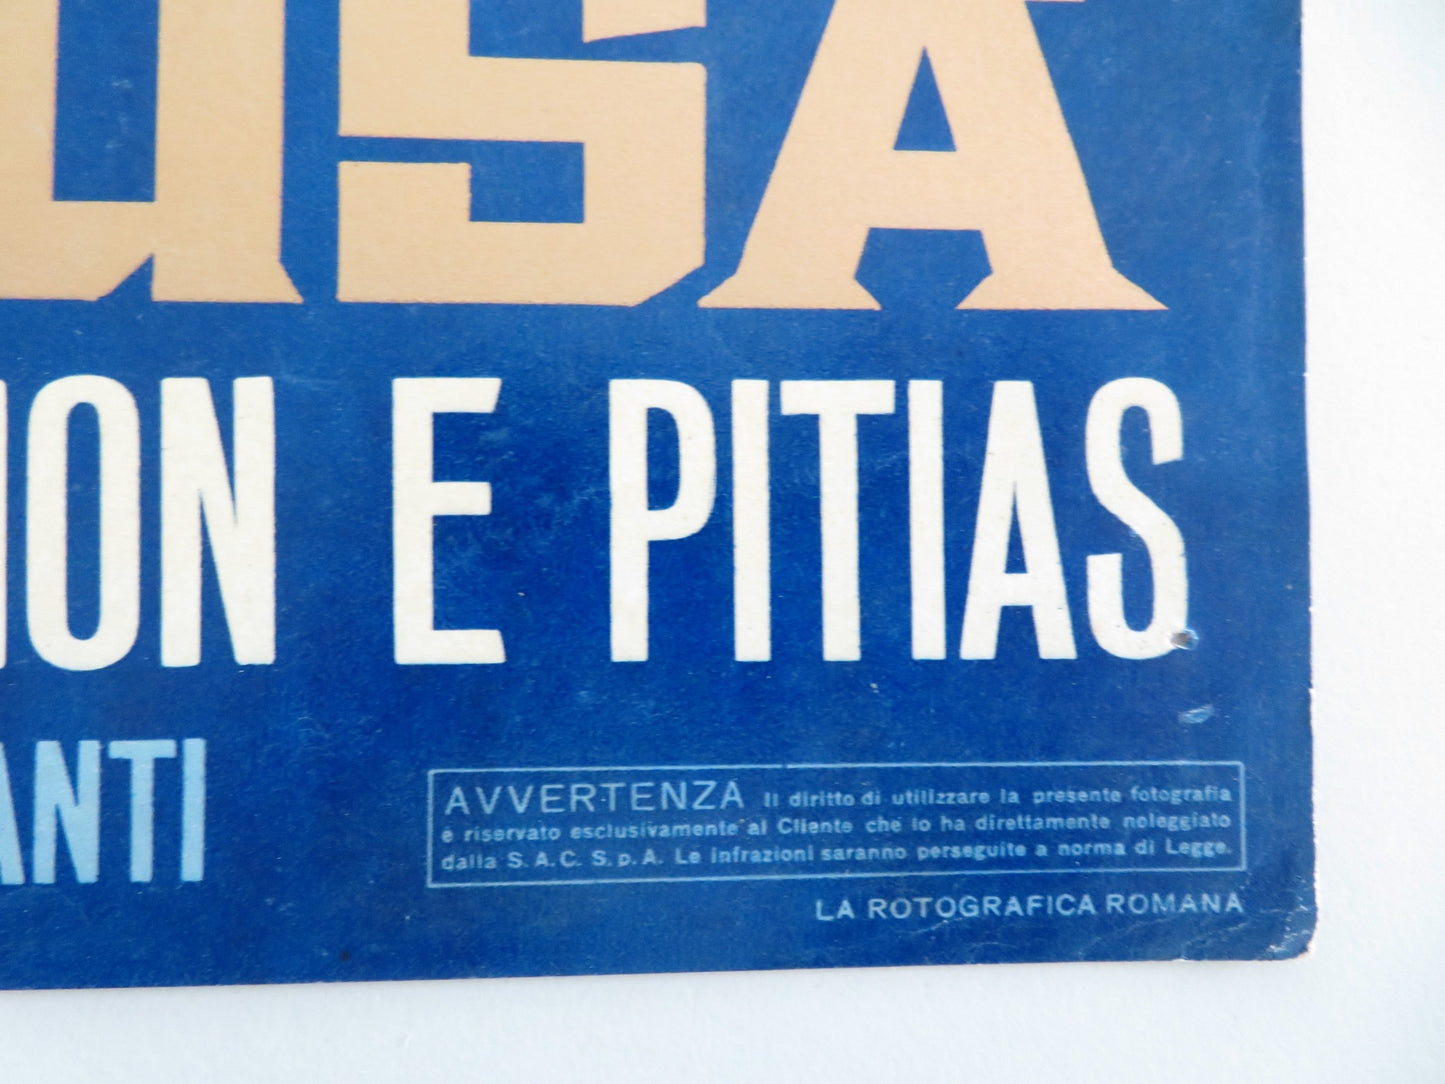 USA
ION E PITIAS
ANTI
AVVERTENZA Il diritto di utilizzare la presente fotografia
è riservato esclusivamente al Cliente che lo ha direttamente noleggiato
dalla S.A.C. S.p.A. Le infrazioni saranno perseguite a norma di Legge.
LA ROTOGRAFICA ROMANA